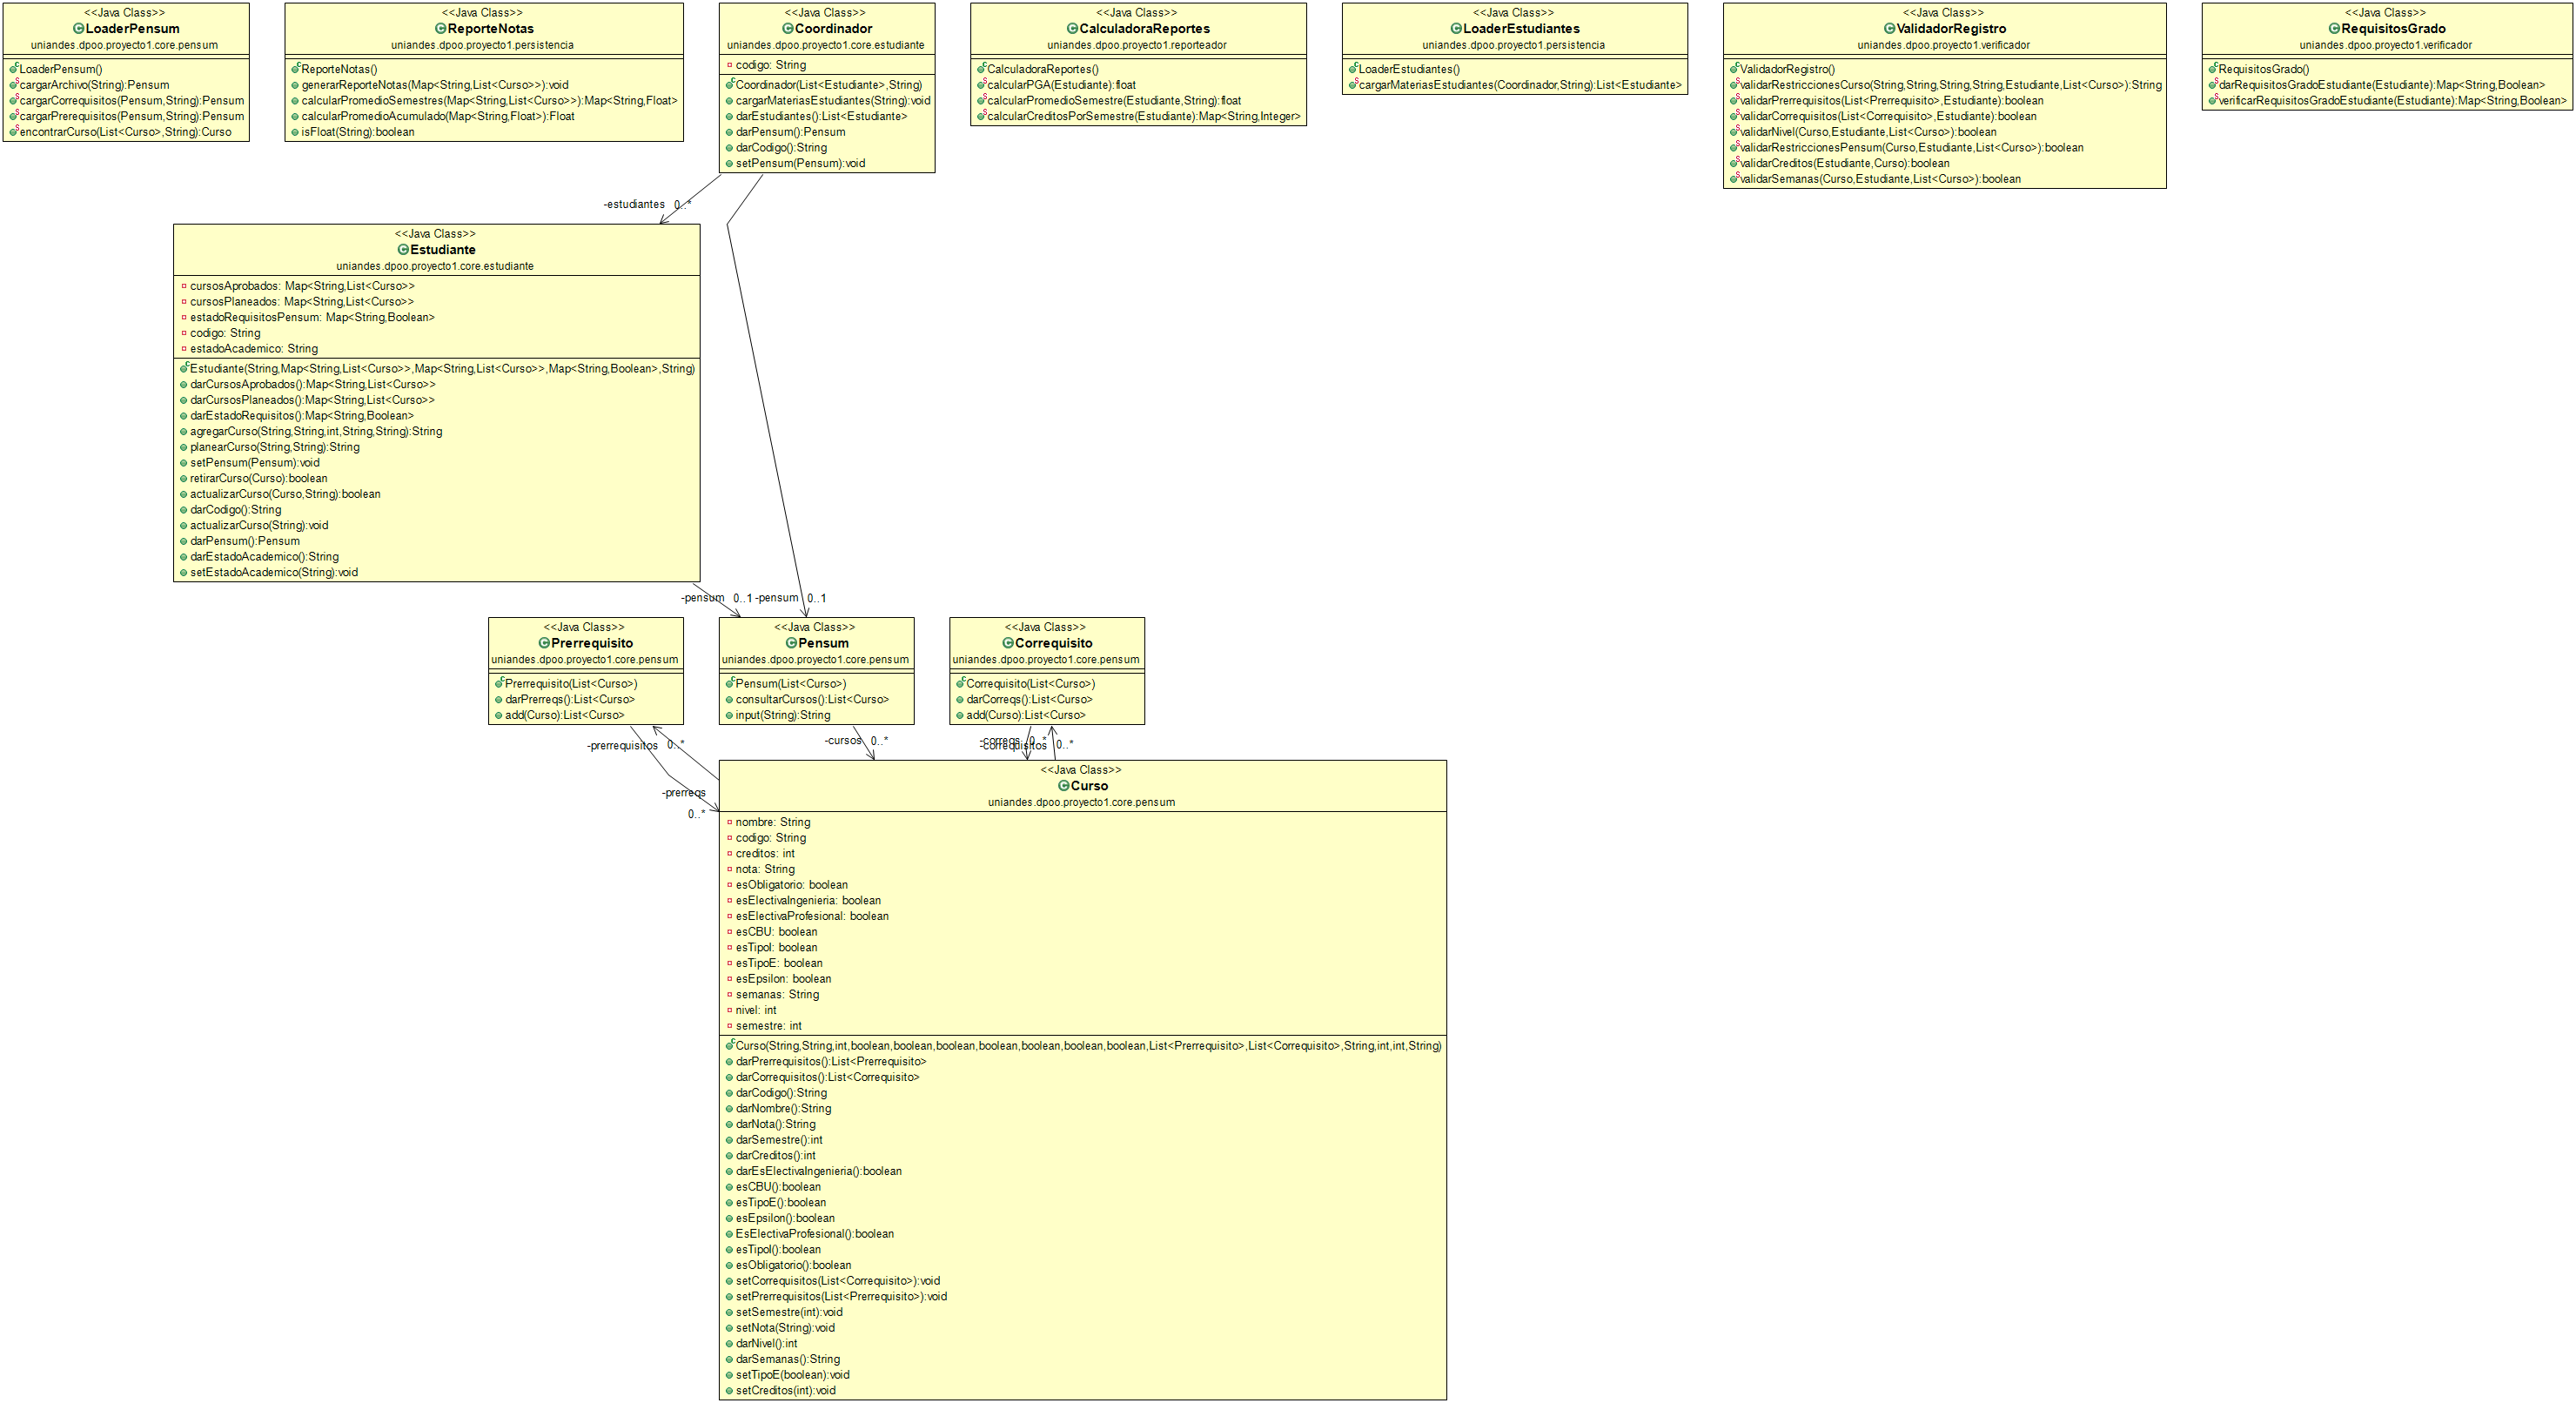 <<Java Class>>
LoaderPensum
uniandes.dpoo.proyecto1.core.pensum
LoaderPensum()
cargarArchivo(String):Pensum
cargarCorrequisitos(Pensum,String):Pensum
cargarPrerequisitos(Pensum,String):Pensum
encontrarCurso(List<Curso>,String):Curso
<<Java Class>>
ReporteNotas
uniandes.dpoo.proyecto1.persistencia
ReporteNotas()
generarReporteNotas(Map<String,List<Curso>>):void
calcularPromedioSemestres(Map<String,List<Curso>>):Map<String,Float>
calcularPromedioAcumulado(Map<String,Float>):Float
isFloat(String):boolean
<<Java Class>>
Coordinador
uniandes.dpoo.proyecto1.core.estudiante
codigo: String
Coordinador(List<Estudiante>,String)
cargarMateriasEstudiantes(String):void
darEstudiantes():List<Estudiante>
darPensum():Pensum
darCodigo():String
setPensum(Pensum):void
<<Java Class>>
CalculadoraReportes
uniandes.dpoo.proyecto1.reporteador
CalculadoraReportes()
calcularPGA(Estudiante):float
calcularPromedioSemestre(Estudiante,String):float
calcularCreditosPorSemestre(Estudiante):Map<String,Integer>
<<Java Class>>
LoaderEstudiantes
uniandes.dpoo.proyecto1.persistencia
LoaderEstudiantes()
cargarMateriasEstudiantes(Coordinador,String):List<Estudiante>
<<Java Class>>
ValidadorRegistro
uniandes.dpoo.proyecto1.verificador
ValidadorRegistro()
validarRestriccionesCurso(String,String,String,String,Estudiante,List<Curso>):String
validarPrerrequisitos(List<Prerrequisito>,Estudiante):boolean
validarCorrequisitos(List<Correquisito>,Estudiante):boolean
validarNivel(Curso,Estudiante,List<Curso>):boolean
validarRestriccionesPensum(Curso,Estudiante,List<Curso>):boolean
validarCreditos(Estudiante,Curso):boolean
validarSemanas(Curso,Estudiante,List<Curso>):boolean
<<Java Class>>
RequisitosGrado
uniandes.dpoo.proyecto1.verificador
RequisitosGrado()
darRequisitosGradoEstudiante(Estudiante):Map<String,Boolean>
verificarRequisitosGradoEstudiante(Estudiante):Map<String,Boolean>
-estudiantes 0..*
<<Java Class>>
Estudiante
uniandes.dpoo.proyecto1.core.estudiante
cursosAprobados: Map<String,List<Curso>>
cursosPlaneados: Map<String,List<Curso>>
estadoRequisitosPensum: Map<String,Boolean>
codigo: String
estadoAcademico: String
Estudiante(String,Map<String,List<Curso>>,Map<String,List<Curso>>,Map<String,Boolean>,String)
darCursosAprobados():Map<String,List<Curso>>
darCursosPlaneados():Map<String,List<Curso>>
darEstadoRequisitos():Map<String,Boolean>
agregarCurso(String,String,int,String,String):String
planearCurso(String,String):String
setPensum(Pensum):void
retirarCurso(Curso):boolean
actualizarCurso(Curso,String):boolean
darCodigo():String
actualizarCurso(String):void
darPensum():Pensum
darEstadoAcademico():String
setEstadoAcademico(String):void
-pensum 0..1
-pensum 0..1
<<Java Class>>
Prerrequisito
uniandes.dpoo.proyecto1.core.pensum
Prerrequisito(List<Curso>)
darPrerreqs():List<Curso>
add(Curso):List<Curso>
<<Java Class>>
Pensum
uniandes.dpoo.proyecto1.core.pensum
Pensum(List<Curso>)
consultarCursos():List<Curso>
input(String):String
<<Java Class>>
Correquisito
uniandes.dpoo.proyecto1.core.pensum
Correquisito(List<Curso>)
darCorreqs():List<Curso>
add(Curso):List<Curso>
-prerrequisitos 0..*
-cursos 0..*
-correqs 0..*
-correquisitos 0..*
-prerreqs
0..*
<<Java Class>>
Curso
uniandes.dpoo.proyecto1.core.pensum
nombre: String
codigo: String
creditos: int
nota: String
esObligatorio: boolean
esElectivaIngenieria: boolean
esElectivaProfesional: boolean
esCBU: boolean
esTipoI: boolean
esTipoE: boolean
esEpsilon: boolean
semanas: String
nivel: int
semestre: int
Curso(String,String,int,boolean,boolean,boolean,boolean,boolean,boolean,boolean,List<Prerrequisito>,List<Correquisito>,String,int,int,String)
darPrerrequisitos():List<Prerrequisito>
darCorrequisitos():List<Correquisito>
darCodigo():String
darNombre():String
darNota():String
darSemestre():int
darCreditos():int
darEsElectivaIngenieria():boolean
esCBU():boolean
esTipoE():boolean
esEpsilon():boolean
EsElectivaProfesional():boolean
esTipoI():boolean
esObligatorio():boolean
setCorrequisitos(List<Correquisito>):void
setPrerrequisitos(List<Prerrequisito>):void
setSemestre(int):void
setNota(String):void
darNivel():int
darSemanas():String
setTipoE(boolean):void
setCreditos(int):void